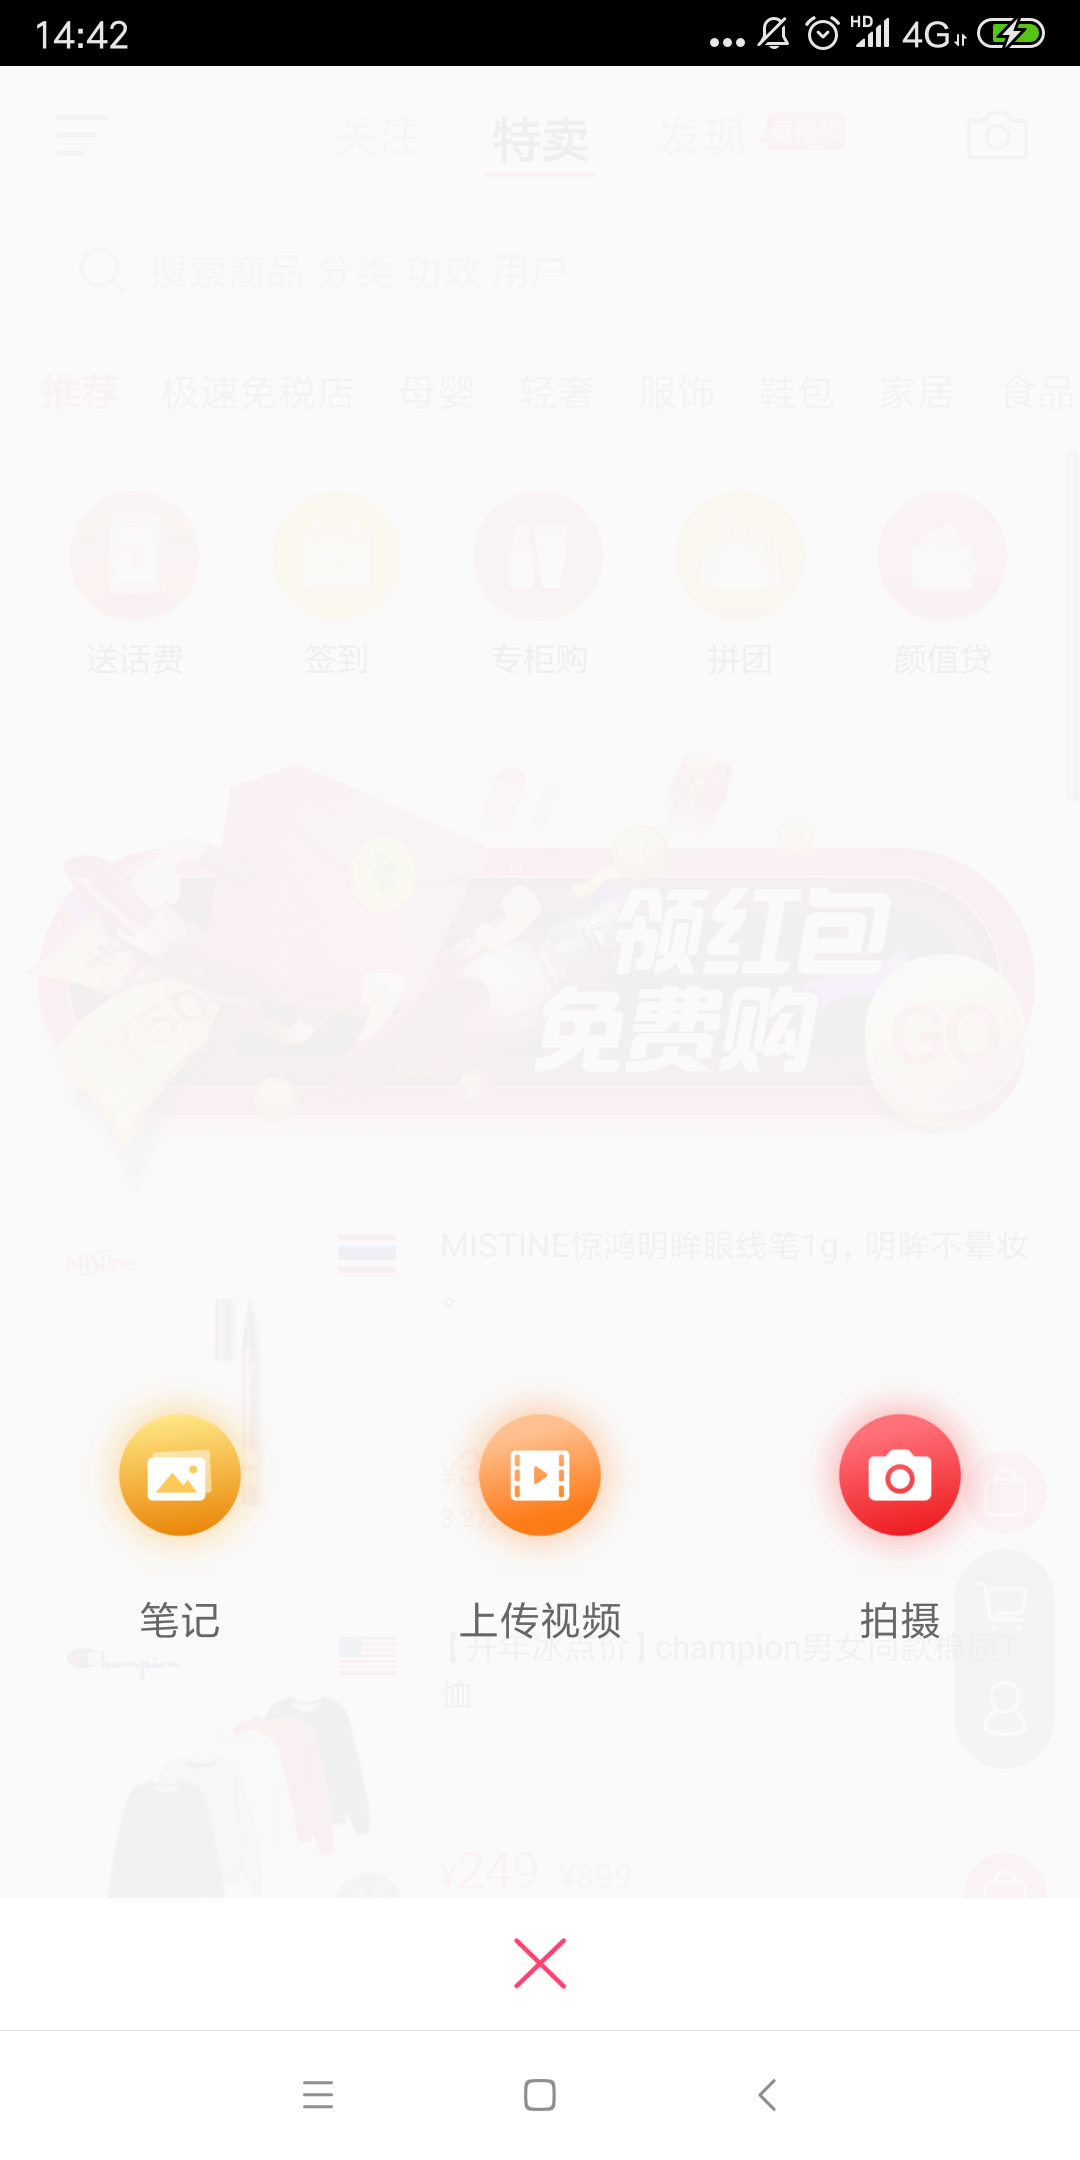 14:42
HD
4G
关注
特卖
发现
看视频
搜索商品 分类 功效 用户
推荐 极速免税店 母婴 轻奢 服饰 鞋包 家居 食品
送话费 签到 专柜购 拼团 颜值贷
领红包
免费购
GO
¥50
MISTINE惊鸿明眸眼线笔1g，明眸不晕妆
。
MISTINE
¥3
3.2万
笔记
上传视频
拍摄
【开年冰点价】champion男女同款棉质T
恤
Champion
¥249 ¥899